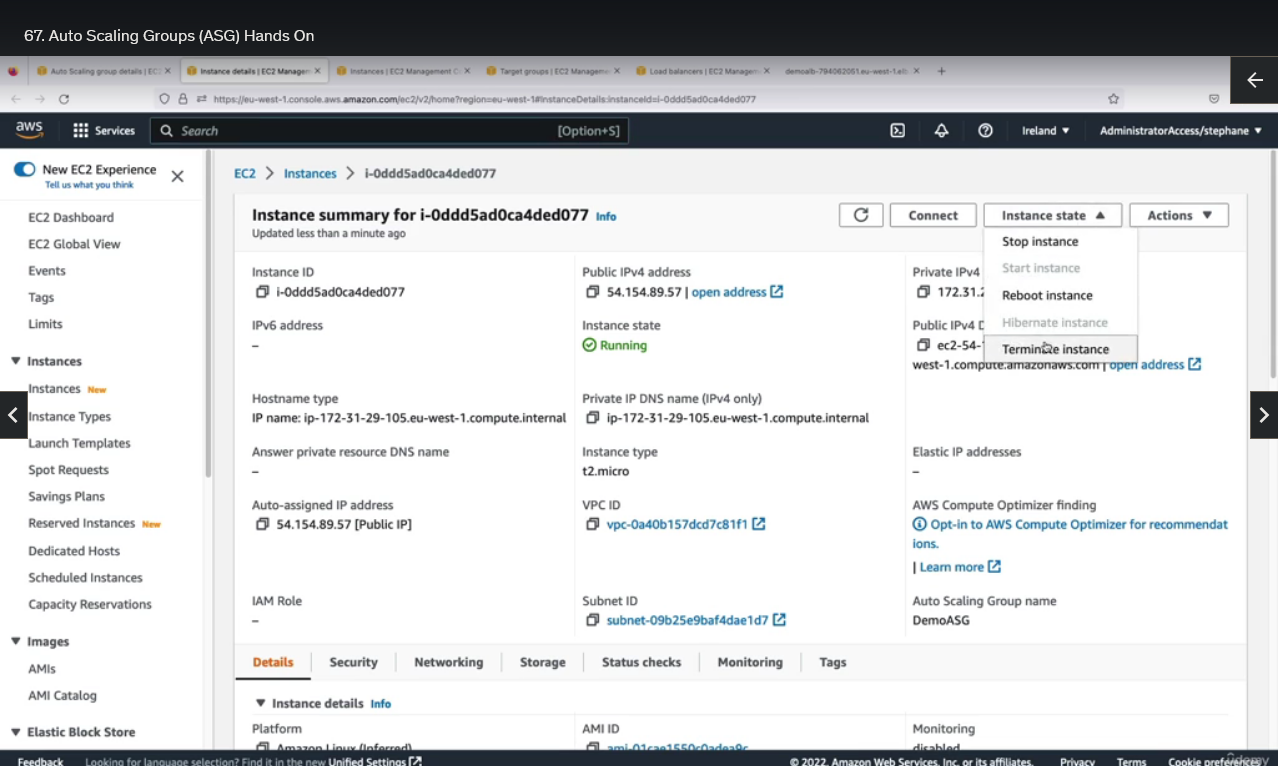 67. Auto Scaling Groups (ASG) Hands On
Auto Scaling group details | EC
Instance details | EC2 Managem
Instances | EC2 Management C
Target groups | EC2 Managemen
Load balancers | EC2 Managem
demoalb-794062051.eu-west-1.elb
https://eu-west-1.console.aws.amazon.com/ec2/v2/home?region=eu-west-1#InstanceDetails:instanceId=i-0ddd5ad0ca4ded077
aws
Services
Search
[Option+S]
Ireland
AdministratorAccess/stephane
New EC2 Experience
Tell us what you think
EC2 Dashboard
EC2 Global View
Events
Tags
Limits
Instances
Instances New
Instance Types
Launch Templates
Spot Requests
Savings Plans
Reserved Instances New
Dedicated Hosts
Scheduled Instances
Capacity Reservations
Images
AMIs
AMI Catalog
Elastic Block Store
EC2 > Instances > i-0ddd5ad0ca4ded077
Instance summary for i-0ddd5ad0ca4ded077 Info
Updated less than a minute ago
Connect
Instance state
Actions
Stop instance
Start instance
Reboot instance
Hibernate instance
Terminate instance
Instance ID
i-0ddd5ad0ca4ded077
Public IPv4 address
54.154.89.57 | open address
Private IPv4
172.31.2
IPv6 address
–
Instance state
Running
Public IPv4 D
ec2-54-
west-1.compute.amazonaws.com | open address
Hostname type
IP name: ip-172-31-29-105.eu-west-1.compute.internal
Private IP DNS name (IPv4 only)
ip-172-31-29-105.eu-west-1.compute.internal
Answer private resource DNS name
–
Instance type
t2.micro
Elastic IP addresses
–
Auto-assigned IP address
54.154.89.57 [Public IP]
VPC ID
vpc-0a40b157dcd7c81f1
AWS Compute Optimizer finding
Opt-in to AWS Compute Optimizer for recommendat
ions.
| Learn more
IAM Role
–
Subnet ID
subnet-09b25e9baf4dae1d7
Auto Scaling Group name
DemoASG
Details
Security
Networking
Storage
Status checks
Monitoring
Tags
Instance details Info
Platform
Amazon Linux (Inferred)
AMI ID
ami-01cae1550c0adea9c
Monitoring
disabled
Feedback
Looking for language selection? Find it in the new Unified Settings
© 2022, Amazon Web Services, Inc. or its affiliates.
Privacy
Terms
Cookie preferences
Udemy